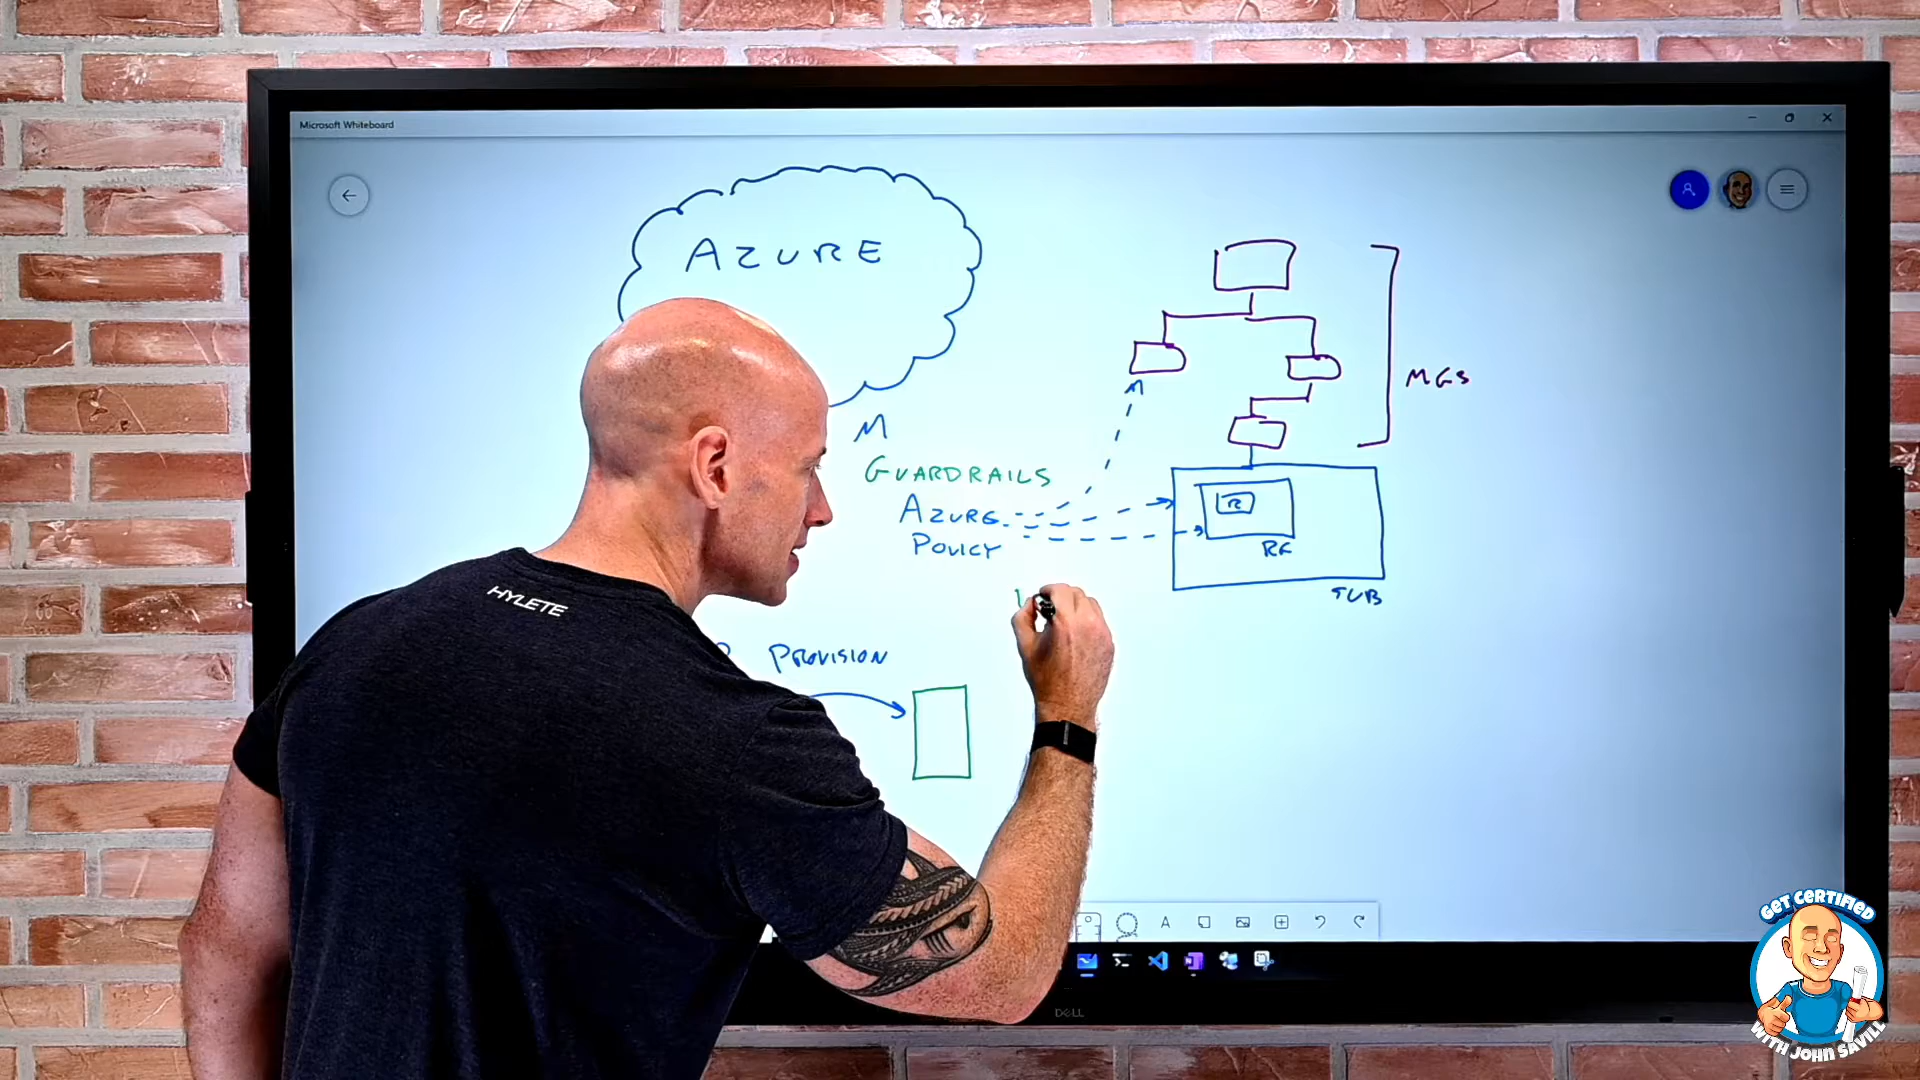 Microsoft Whiteboard
AZURE
MGS
GUARDRAILS
AZURE
POLICY
R
RG
SUB
PROVISION
HYLETE
DELL
GET CERTIFIED
WITH JOHN SAVILL